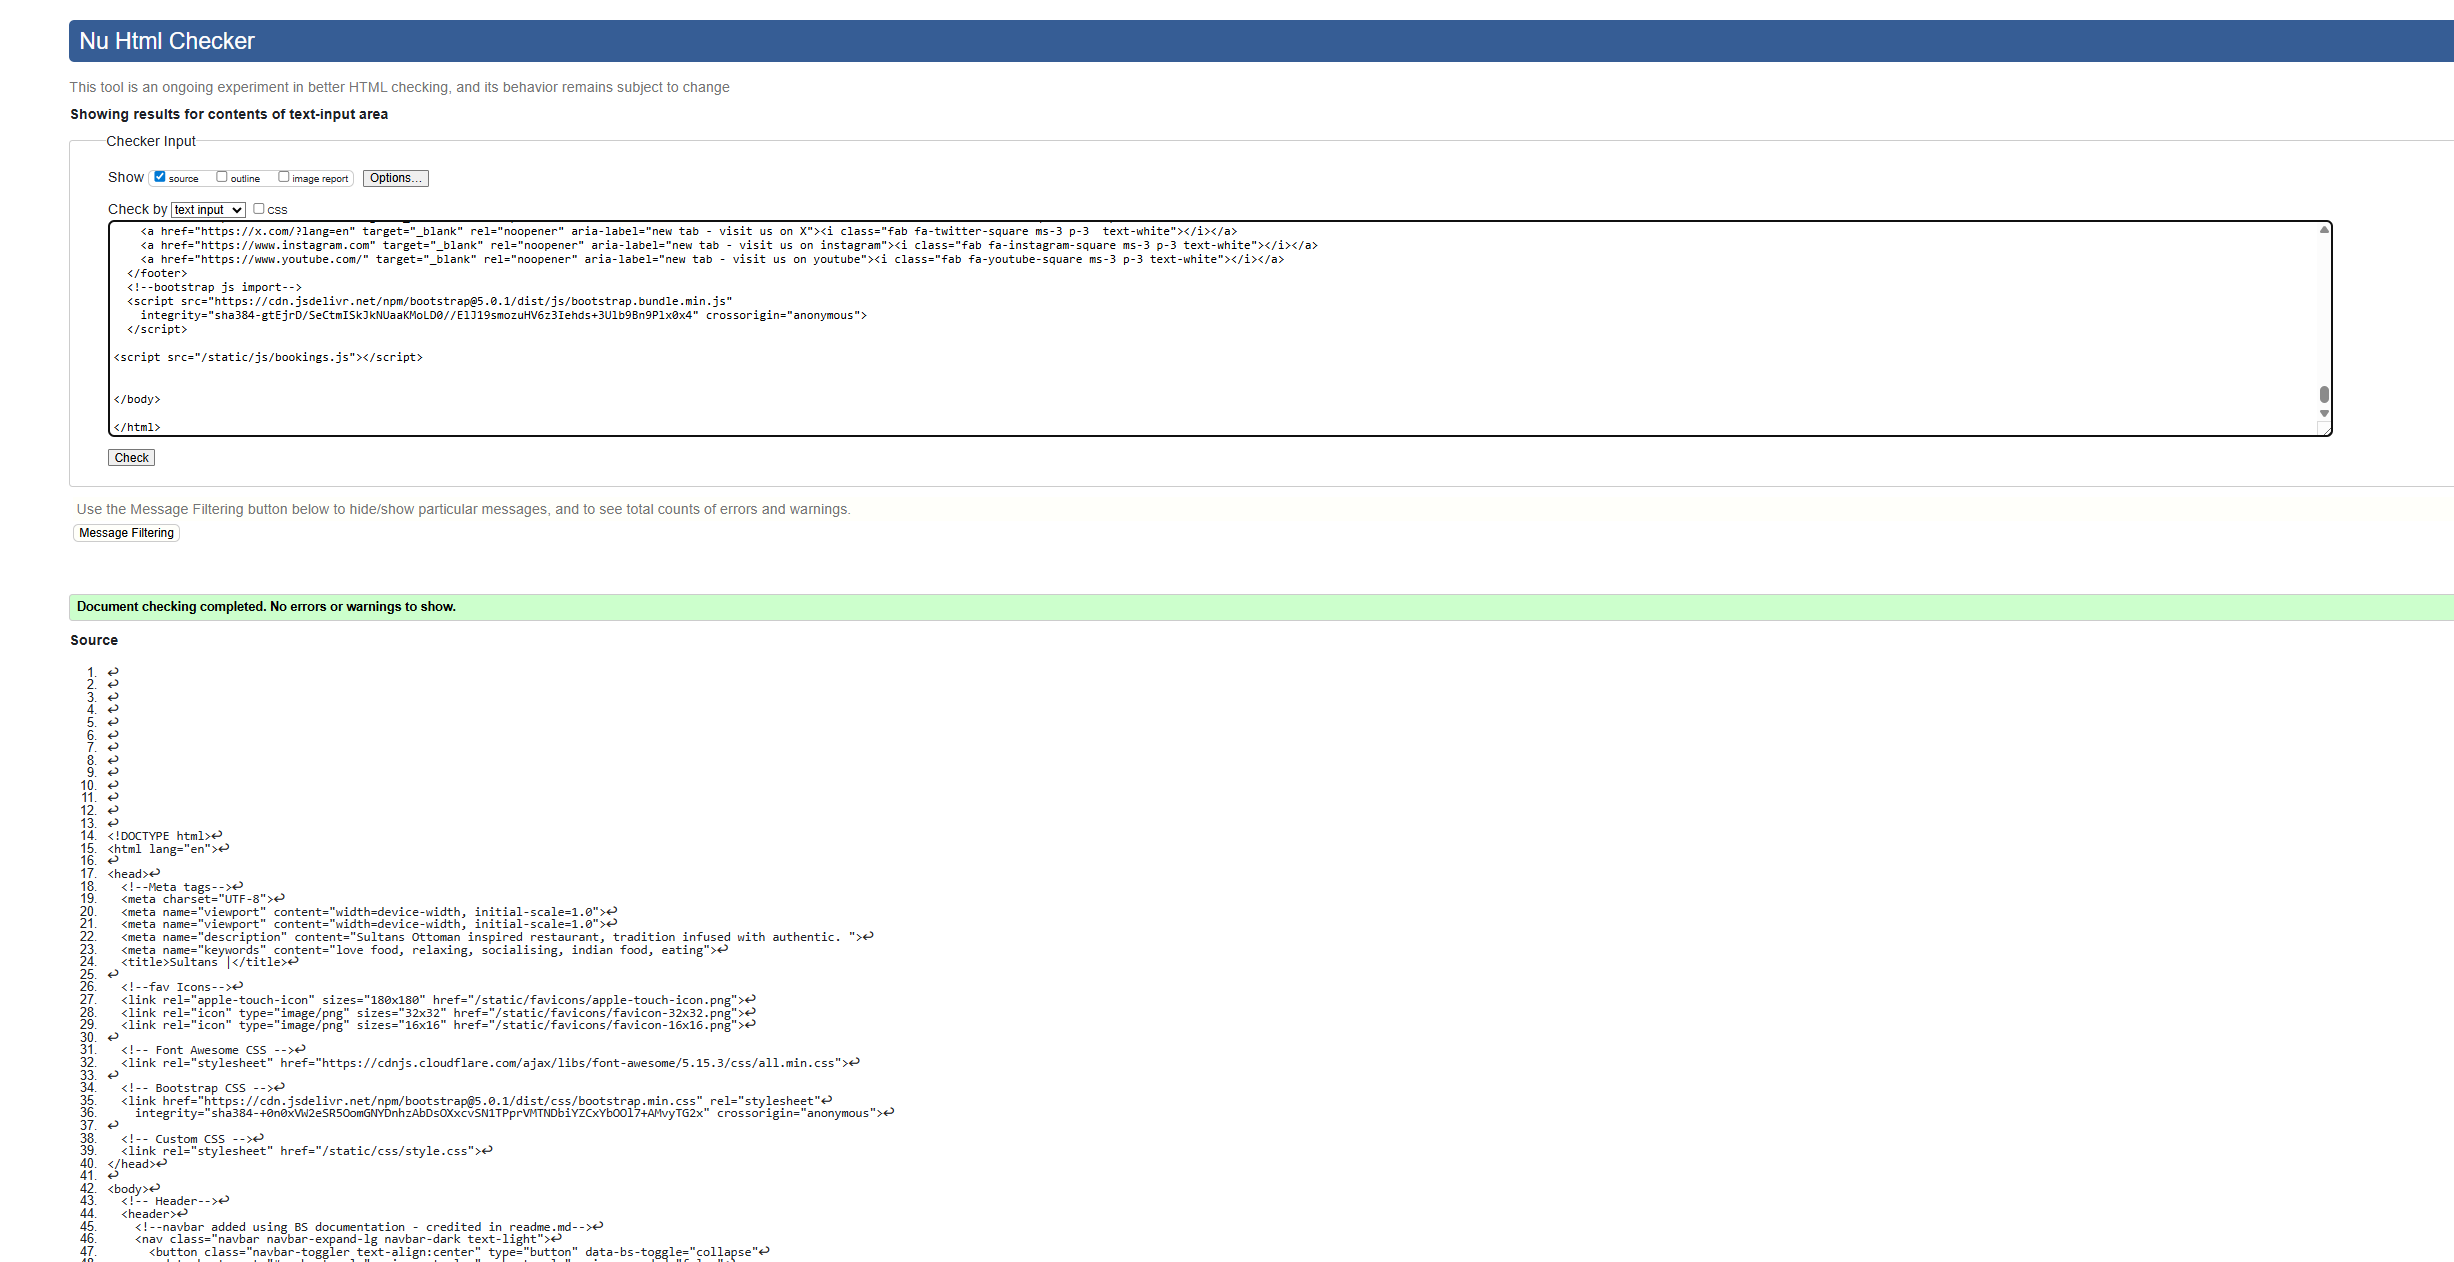 Nu Html Checker
This tool is an ongoing experiment in better HTML checking, and its behavior remains subject to change
Showing results for contents of text-input area
Checker Input
Show source outline image report Options...
Check by text input css
<a href="https://x.com/?lang=en" target="_blank" rel="noopener" aria-label="new tab - visit us on X"><i class="fab fa-twitter-square ms-3 p-3  text-white"></i></a>
<a href="https://www.instagram.com" target="_blank" rel="noopener" aria-label="new tab - visit us on instagram"><i class="fab fa-instagram-square ms-3 p-3 text-white"></i></a>
<a href="https://www.youtube.com/" target="_blank" rel="noopener" aria-label="new tab - visit us on youtube"><i class="fab fa-youtube-square ms-3 p-3 text-white"></i></a>
</footer>
<!--bootstrap js import-->
<script src="https://cdn.jsdelivr.net/npm/bootstrap@5.0.1/dist/js/bootstrap.bundle.min.js"
integrity="sha384-gtEjrD/SeCtmISkJkNUaaKMoLD0//ElJ19smozuHV6z3Iehds+3Ulb9Bn9Plx0x4" crossorigin="anonymous">
</script>
<script src="/static/js/bookings.js"></script>
</body>
</html>
Check
Use the Message Filtering button below to hide/show particular messages, and to see total counts of errors and warnings.
Message Filtering
Document checking completed. No errors or warnings to show.
Source
1. ↩
2. ↩
3. ↩
4. ↩
5. ↩
6. ↩
7. ↩
8. ↩
9. ↩
10. ↩
11. ↩
12. ↩
13. ↩
14. <!DOCTYPE html>↩
15. <html lang="en">↩
16. ↩
17. <head>↩
18. <!--Meta tags-->↩
19. <meta charset="UTF-8">↩
20. <meta name="viewport" content="width=device-width, initial-scale=1.0">↩
21. <meta name="viewport" content="width=device-width, initial-scale=1.0">↩
22. <meta name="description" content="Sultans Ottoman inspired restaurant, tradition infused with authentic. ">↩
23. <meta name="keywords" content="love food, relaxing, socialising, indian food, eating">↩
24. <title>Sultans |</title>↩
25. ↩
26. <!--fav Icons-->↩
27. <link rel="apple-touch-icon" sizes="180x180" href="/static/favicons/apple-touch-icon.png">↩
28. <link rel="icon" type="image/png" sizes="32x32" href="/static/favicons/favicon-32x32.png">↩
29. <link rel="icon" type="image/png" sizes="16x16" href="/static/favicons/favicon-16x16.png">↩
30. ↩
31. <!-- Font Awesome CSS -->↩
32. <link rel="stylesheet" href="https://cdnjs.cloudflare.com/ajax/libs/font-awesome/5.15.3/css/all.min.css">↩
33. ↩
34. <!-- Bootstrap CSS -->↩
35. <link href="https://cdn.jsdelivr.net/npm/bootstrap@5.0.1/dist/css/bootstrap.min.css" rel="stylesheet"↩
36. integrity="sha384-+0n0xVW2eSR5OomGNYDnhzAbDsOXxcvSN1TPprVMTNDbiYZCxYbOOl7+AMvyTG2x" crossorigin="anonymous">↩
37. ↩
38. <!-- Custom CSS -->↩
39. <link rel="stylesheet" href="/static/css/style.css">↩
40. </head>↩
41. ↩
42. <body>↩
43. <!-- Header-->↩
44. <header>↩
45. <!--navbar added using BS documentation - credited in readme.md-->↩
46. <nav class="navbar navbar-expand-lg navbar-dark text-light">↩
47. <button class="navbar-toggler text-align:center" type="button" data-bs-toggle="collapse"↩